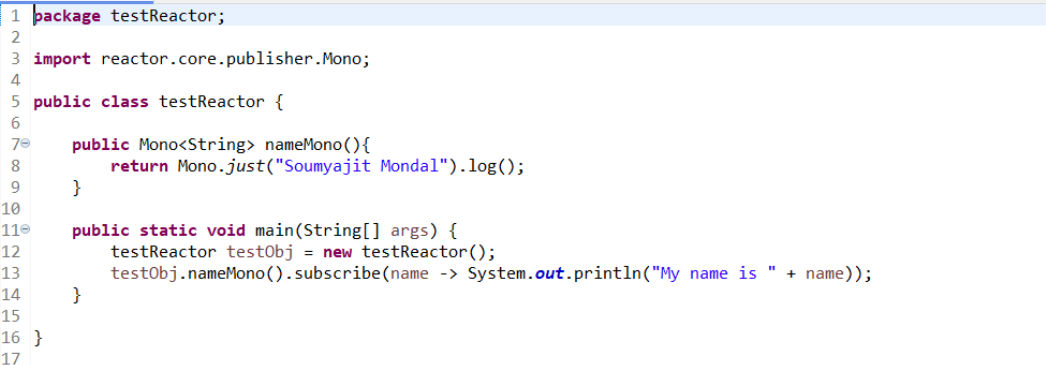 1 package testReactor;
2
3 import reactor.core.publisher.Mono;
4
5 public class testReactor {
6
7 public Mono<String> nameMono(){
8 return Mono.just("Soumyajit Mondal").log();
9 }
10
11 public static void main(String[] args) {
12 testReactor testObj = new testReactor();
13 testObj.nameMono().subscribe(name -> System.out.println("My name is " + name));
14 }
15
16 }
17